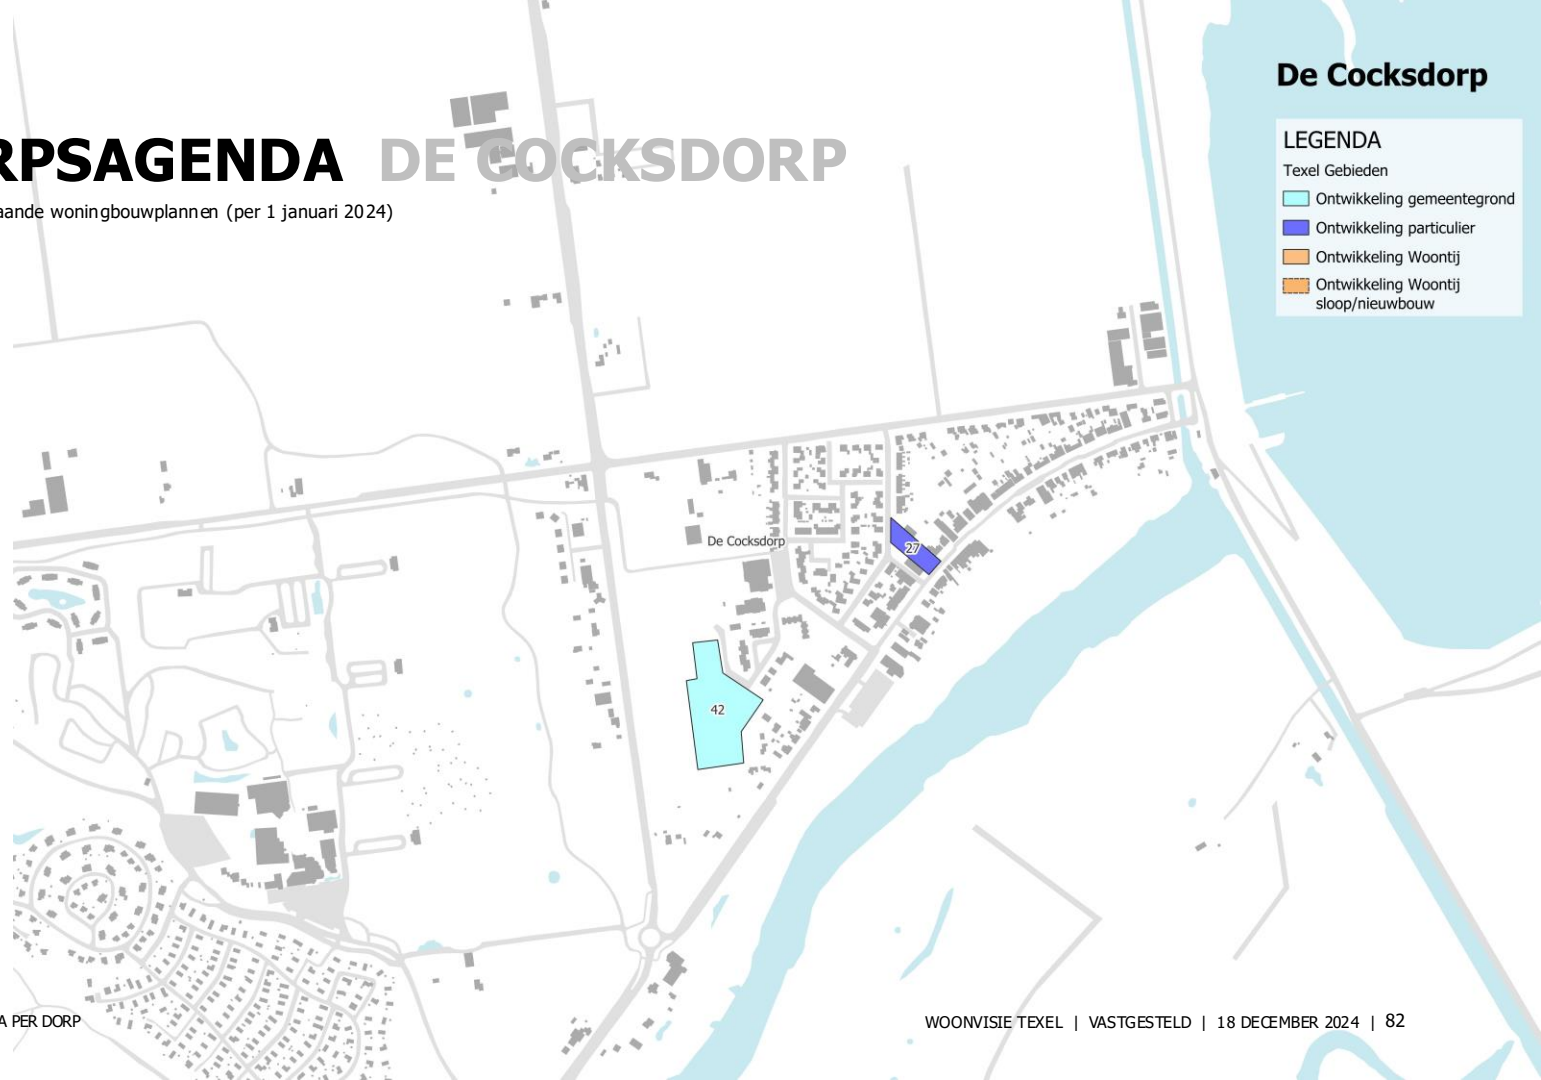 De Cocksdorp
LEGENDA
Texel Gebieden
Ontwikkeling gemeentegrond
Ontwikkeling particulier
Ontwikkeling Woontij
Ontwikkeling Woontij
sloop/nieuwbouw
RPSAGENDA DE COCKSDORP
aande woningbouwplannen (per 1 januari 2024)
De Cocksdorp
27
42
A PER DORP
WOONVISIE TEXEL | VASTGESTELD | 18 DECEMBER 2024 | 82